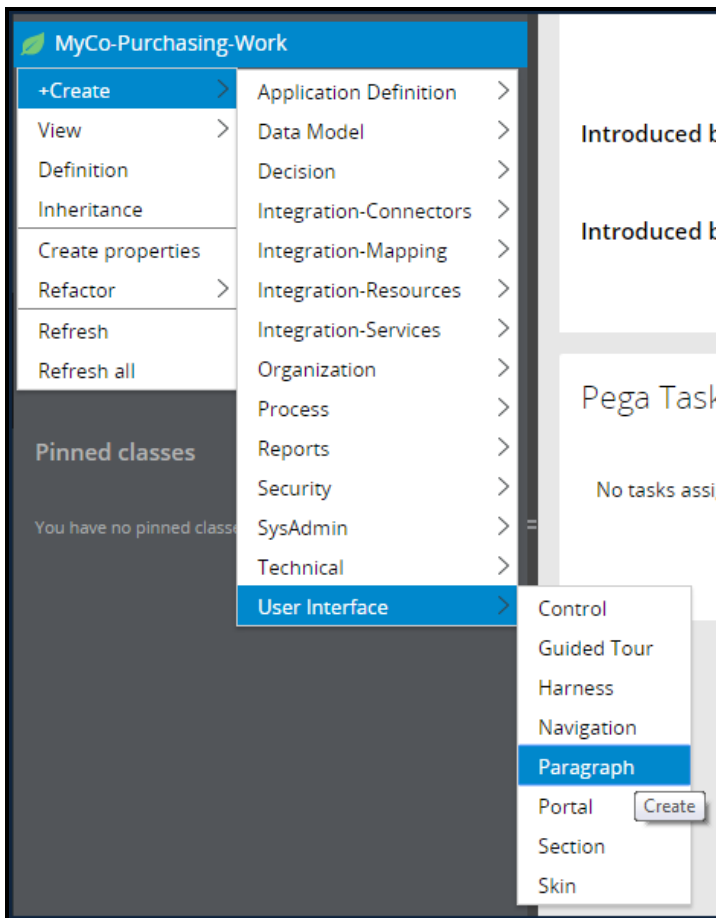 MyCo-Purchasing-Work
+Create
View
Definition
Inheritance
Create properties
Refactor
Refresh
Refresh all
Pinned classes
You have no pinned classe
Application Definition
Data Model
Decision
Integration-Connectors
Integration-Mapping
Integration-Resources
Integration-Services
Organization
Process
Reports
Security
SysAdmin
Technical
User Interface
Control
Guided Tour
Harness
Navigation
Paragraph
Portal
Create
Section
Skin
Introduced b
Introduced b
Pega Task
No tasks assi